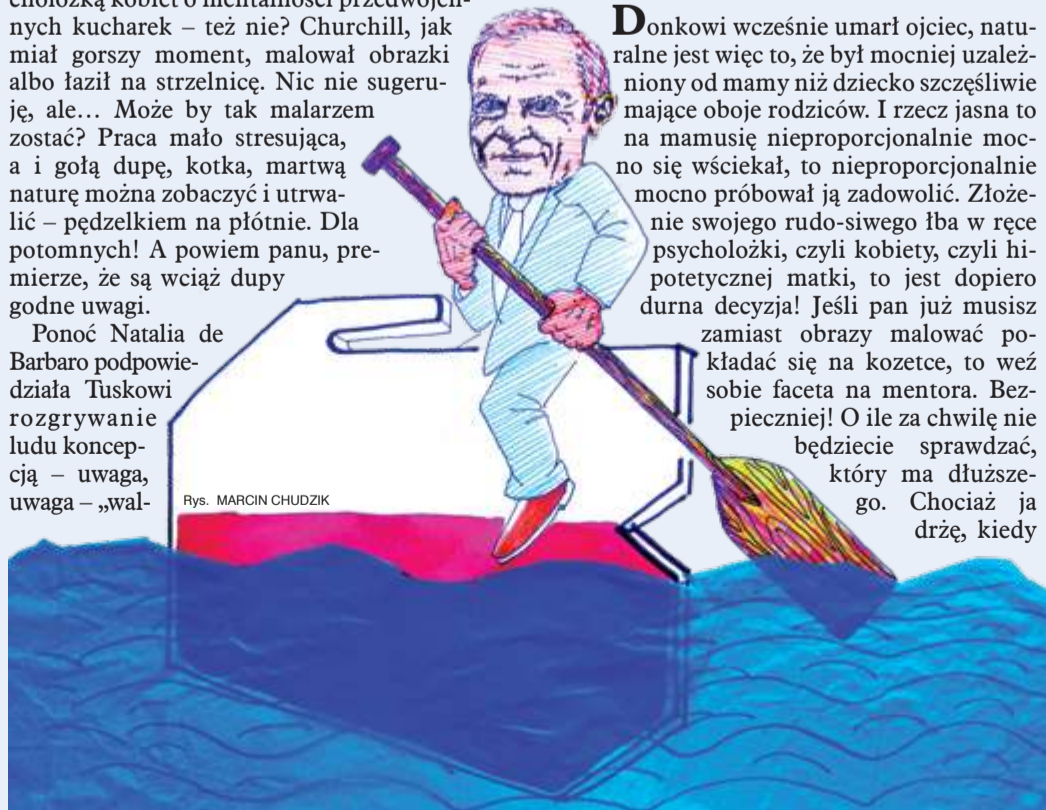 chołożką kobiet o mentalności przedwojen-
nych kucharek – też nie? Churchill, jak
miał gorszy moment, malował obrazki
albo łaził na strzelnicę. Nic nie sugeru-
ję, ale... Może by tak malarzem
zostać? Praca mało stresująca,
a i gołą dupę, kotka, martwą
naturę można zobaczyć i utrwa-
lić – pędzelkiem na płótnie. Dla
potomnych! A powiem panu, pre-
mierze, że są wciąż dupy
godne uwagi.
Ponoć Natalia de
Barbaro podpowie-
działa Tuskowi
rozgrywanie
ludu koncep-
cją – uwaga,
uwaga – „wal-
Rys. MARCIN CHUDZIK
Donkowi wcześnie umarł ojciec, natu-
ralne jest więc to, że był mocniej uzależ-
niony od mamy niż dziecko szczęśliwie
mające oboje rodziców. I rzecz jasna to
na mamusię nieproporcjonalnie moc-
no się wściekał, to nieproporcjonalnie
mocno próbował ją zadowolić. Złoże-
nie swojego rudo-siwego łba w ręce
psycholożki, czyli kobiety, czyli hi-
potetycznej matki, to jest dopiero
durna decyzja! Jeśli pan już musisz
zamiast obrazy malować po-
kładać się na kozetce, to weź
sobie faceta na mentora. Bez-
pieczniej! O ile za chwilę nie
będziecie sprawdzać,
który ma dłuższe-
go. Chociaż ja
drżę, kiedy